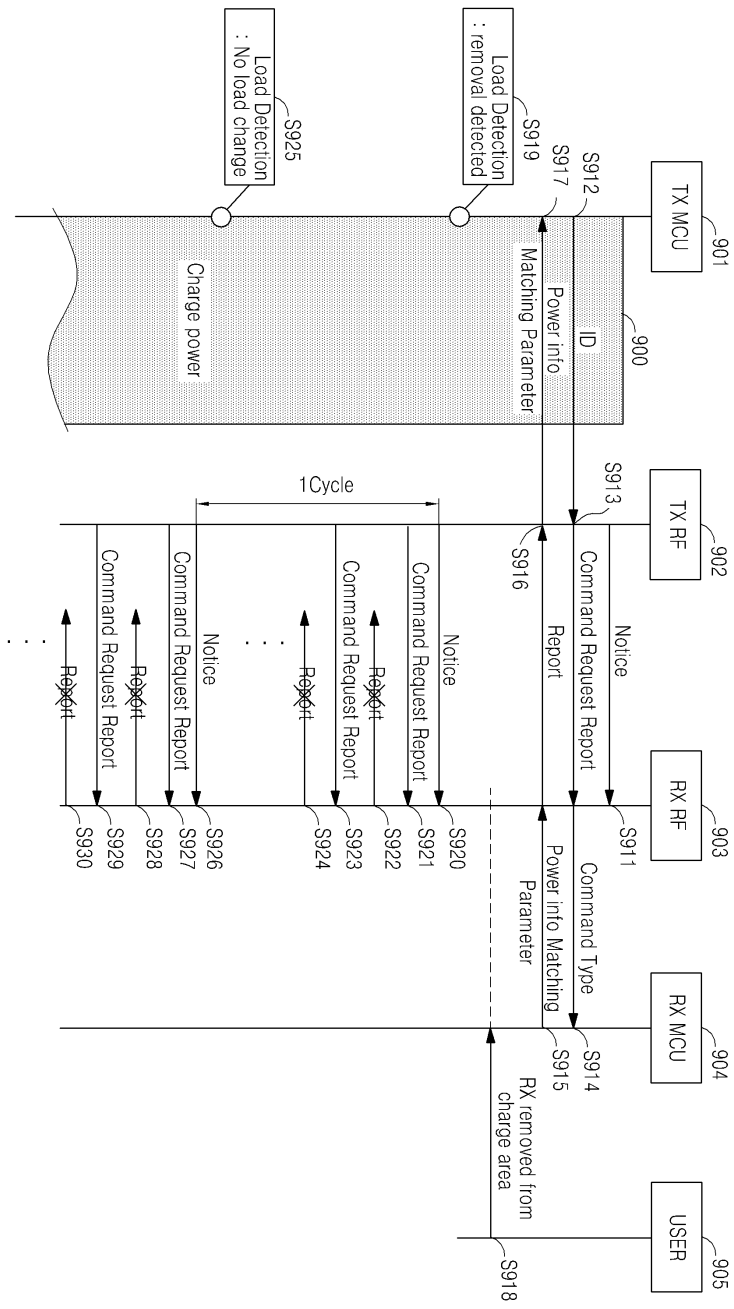 901
TX MCU
902
TX RF
903
RX RF
904
RX MCU
905
USER
900
Notice
S911
S912
ID
S913
Command Request Report
Command Type
S914
S917
Power info
Matching Parameter
S916
Report
Power info Matching
Parameter
S915
RX removed from
charge area
S918
S919
Load Detection
: removal detected
Notice
S920
Command Request Report
S921
Report
S922
Command Request Report
S923
Report
S924
1Cycle
. . .
Charge power
S925
Load Detection
: No load change
Notice
S926
Command Request Report
S927
Report
S928
Command Request Report
S929
Report
S930
. . .